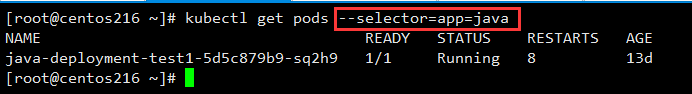 [root@centos216 ~]# kubectl get pods --selector=app=java
NAME READY STATUS RESTARTS AGE
java-deployment-test1-5d5c879b9-sq2h9 1/1 Running 8 13d
[root@centos216 ~]#